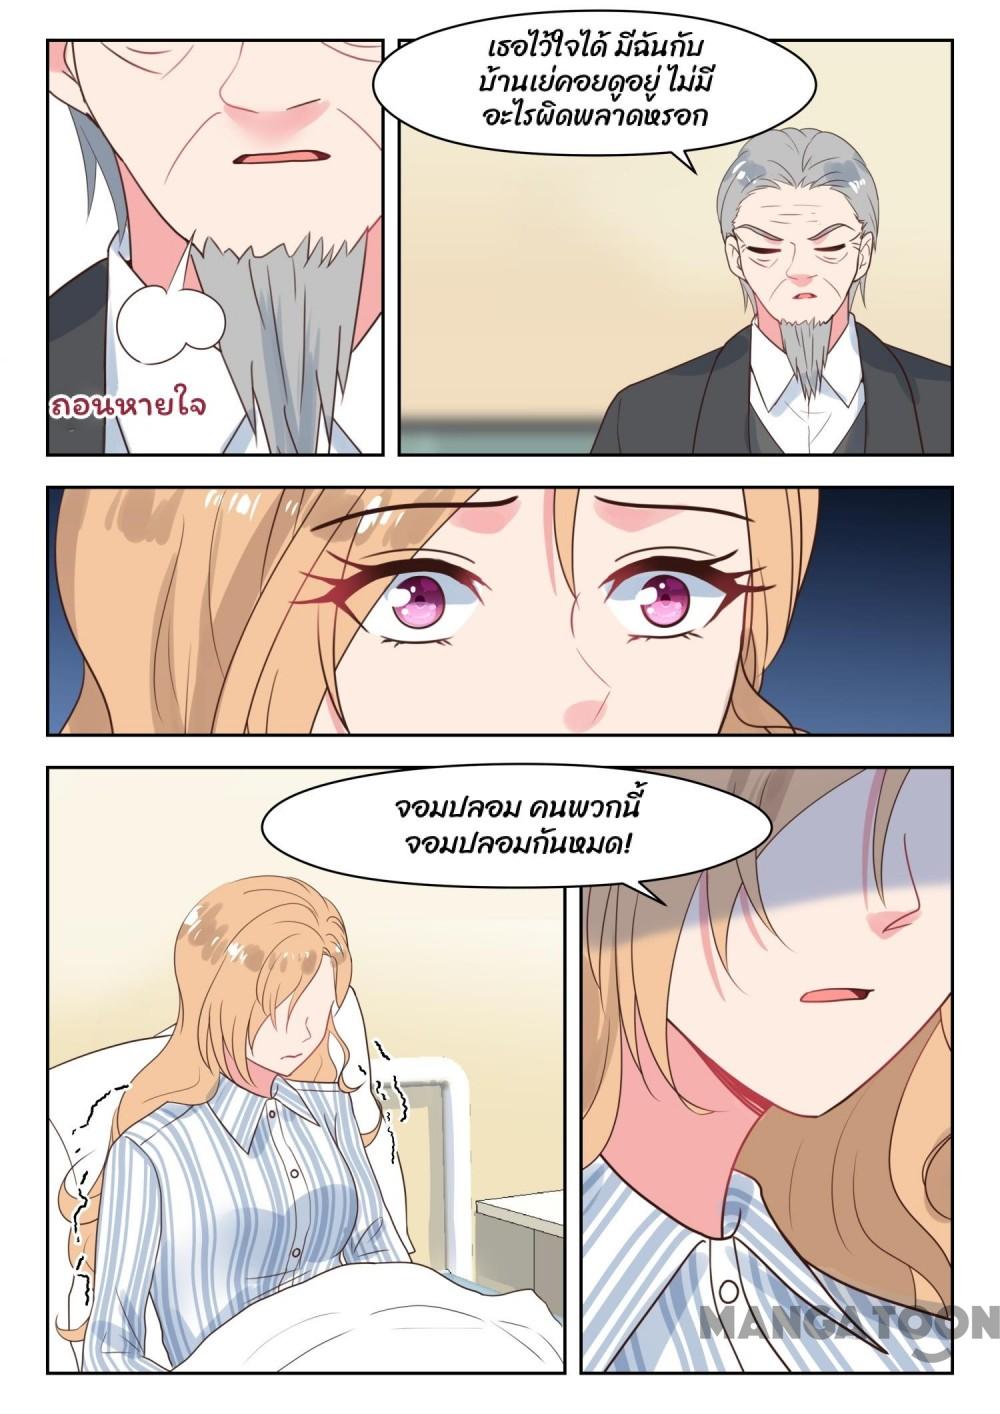 เธอไว้ใจได้ มีฉันกับ
บ้านเย่คอยดูอยู่ ไม่มี
อะไรผิดพลาดหรอก
ถอนหายใจ
จอมปลอม คนพวกนี้
จอมปลอมกันหมด!
MANGATOON